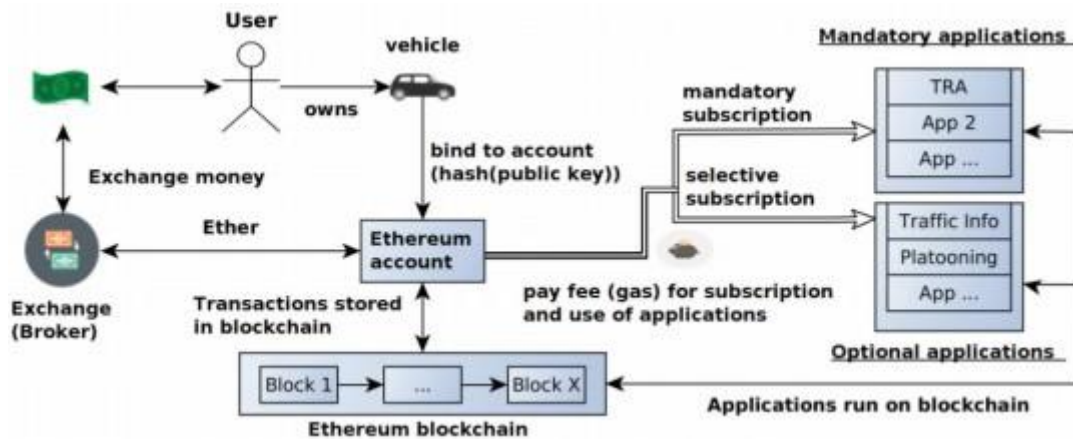 User
vehicle
owns
Exchange money
Exchange
(Broker)
Ether
bind to account
(hash(public key))
Ethereum
account
Transactions stored
in blockchain
Block 1
...
Block X
Ethereum blockchain
mandatory
subscription
selective
subscription
pay fee (gas) for subscription
and use of applications
Mandatory applications
TRA
App 2
App ...
Traffic Info
Platooning
App ...
Optional applications
Applications run on blockchain